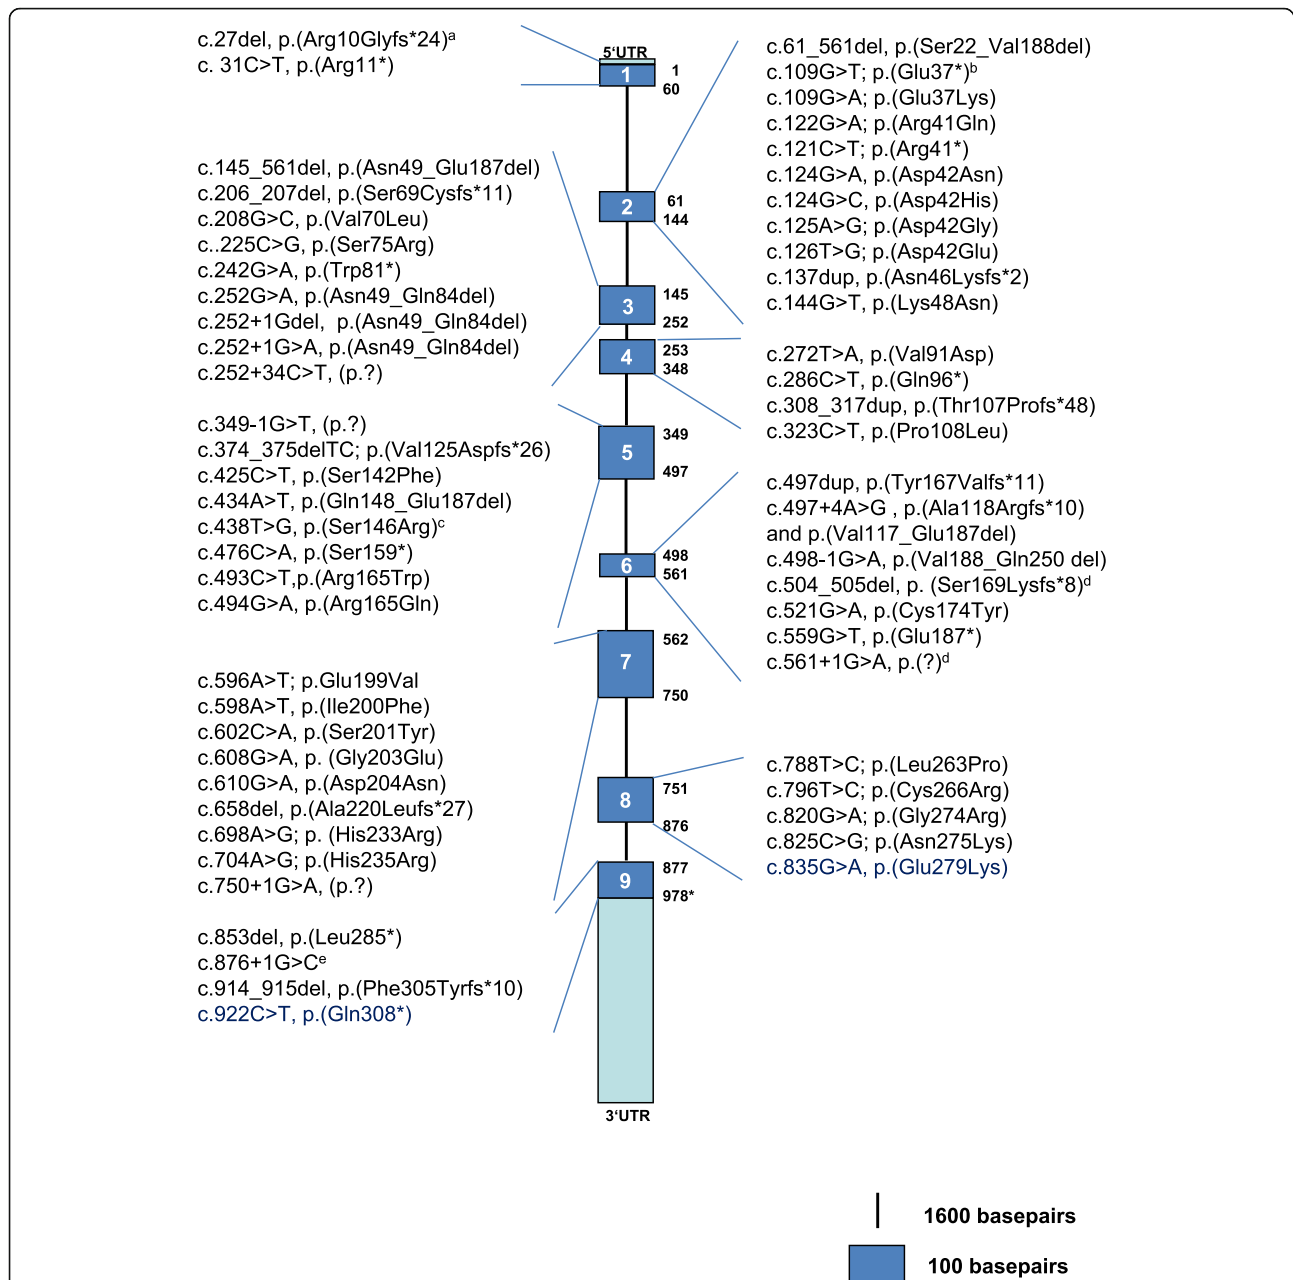 c.27del, p.(Arg10Glyfs*24)ᵃ
c. 31C>T, p.(Arg11*)
5‘UTR
1
1
60
c.61_561del, p.(Ser22_Val188del)
c.109G>T; p.(Glu37*)ᵇ
c.109G>A; p.(Glu37Lys)
c.122G>A; p.(Arg41Gln)
c.121C>T; p.(Arg41*)
c.124G>A, p.(Asp42Asn)
c.124G>C, p.(Asp42His)
c.125A>G; p.(Asp42Gly)
c.126T>G; p.(Asp42Glu)
c.137dup, p.(Asn46Lysfs*2)
c.144G>T, p.(Lys48Asn)
2
61
144
c.145_561del, p.(Asn49_Glu187del)
c.206_207del, p.(Ser69Cysfs*11)
c.208G>C, p.(Val70Leu)
c..225C>G, p.(Ser75Arg)
c.242G>A, p.(Trp81*)
c.252G>A, p.(Asn49_Gln84del)
c.252+1Gdel, p.(Asn49_Gln84del)
c.252+1G>A, p.(Asn49_Gln84del)
c.252+34C>T, (p.?)
3
145
252
4
253
348
c.272T>A, p.(Val91Asp)
c.286C>T, p.(Gln96*)
c.308_317dup, p.(Thr107Profs*48)
c.323C>T, p.(Pro108Leu)
c.349-1G>T, (p.?)
c.374_375delTC; p.(Val125Aspfs*26)
c.425C>T, p.(Ser142Phe)
c.434A>T, p.(Gln148_Glu187del)
c.438T>G, p.(Ser146Arg)ᶜ
c.476C>A, p.(Ser159*)
c.493C>T,p.(Arg165Trp)
c.494G>A, p.(Arg165Gln)
5
349
497
c.497dup, p.(Tyr167Valfs*11)
c.497+4A>G , p.(Ala118Argfs*10)
and p.(Val117_Glu187del)
c.498-1G>A, p.(Val188_Gln250 del)
c.504_505del, p. (Ser169Lysfs*8)ᵈ
c.521G>A, p.(Cys174Tyr)
c.559G>T, p.(Glu187*)
c.561+1G>A, p.(?)ᵈ
6
498
561
7
562
750
c.596A>T; p.Glu199Val
c.598A>T, p.(Ile200Phe)
c.602C>A, p.(Ser201Tyr)
c.608G>A, p. (Gly203Glu)
c.610G>A, p.(Asp204Asn)
c.658del, p.(Ala220Leufs*27)
c.698A>G; p. (His233Arg)
c.704A>G; p.(His235Arg)
c.750+1G>A, (p.?)
8
751
876
c.788T>C; p.(Leu263Pro)
c.796T>C; p.(Cys266Arg)
c.820G>A; p.(Gly274Arg)
c.825C>G; p.(Asn275Lys)
c.835G>A, p.(Glu279Lys)
9
877
978*
c.853del, p.(Leu285*)
c.876+1G>Cᵉ
c.914_915del, p.(Phe305Tyrfs*10)
c.922C>T, p.(Gln308*)
3‘UTR
1600 basepairs
100 basepairs